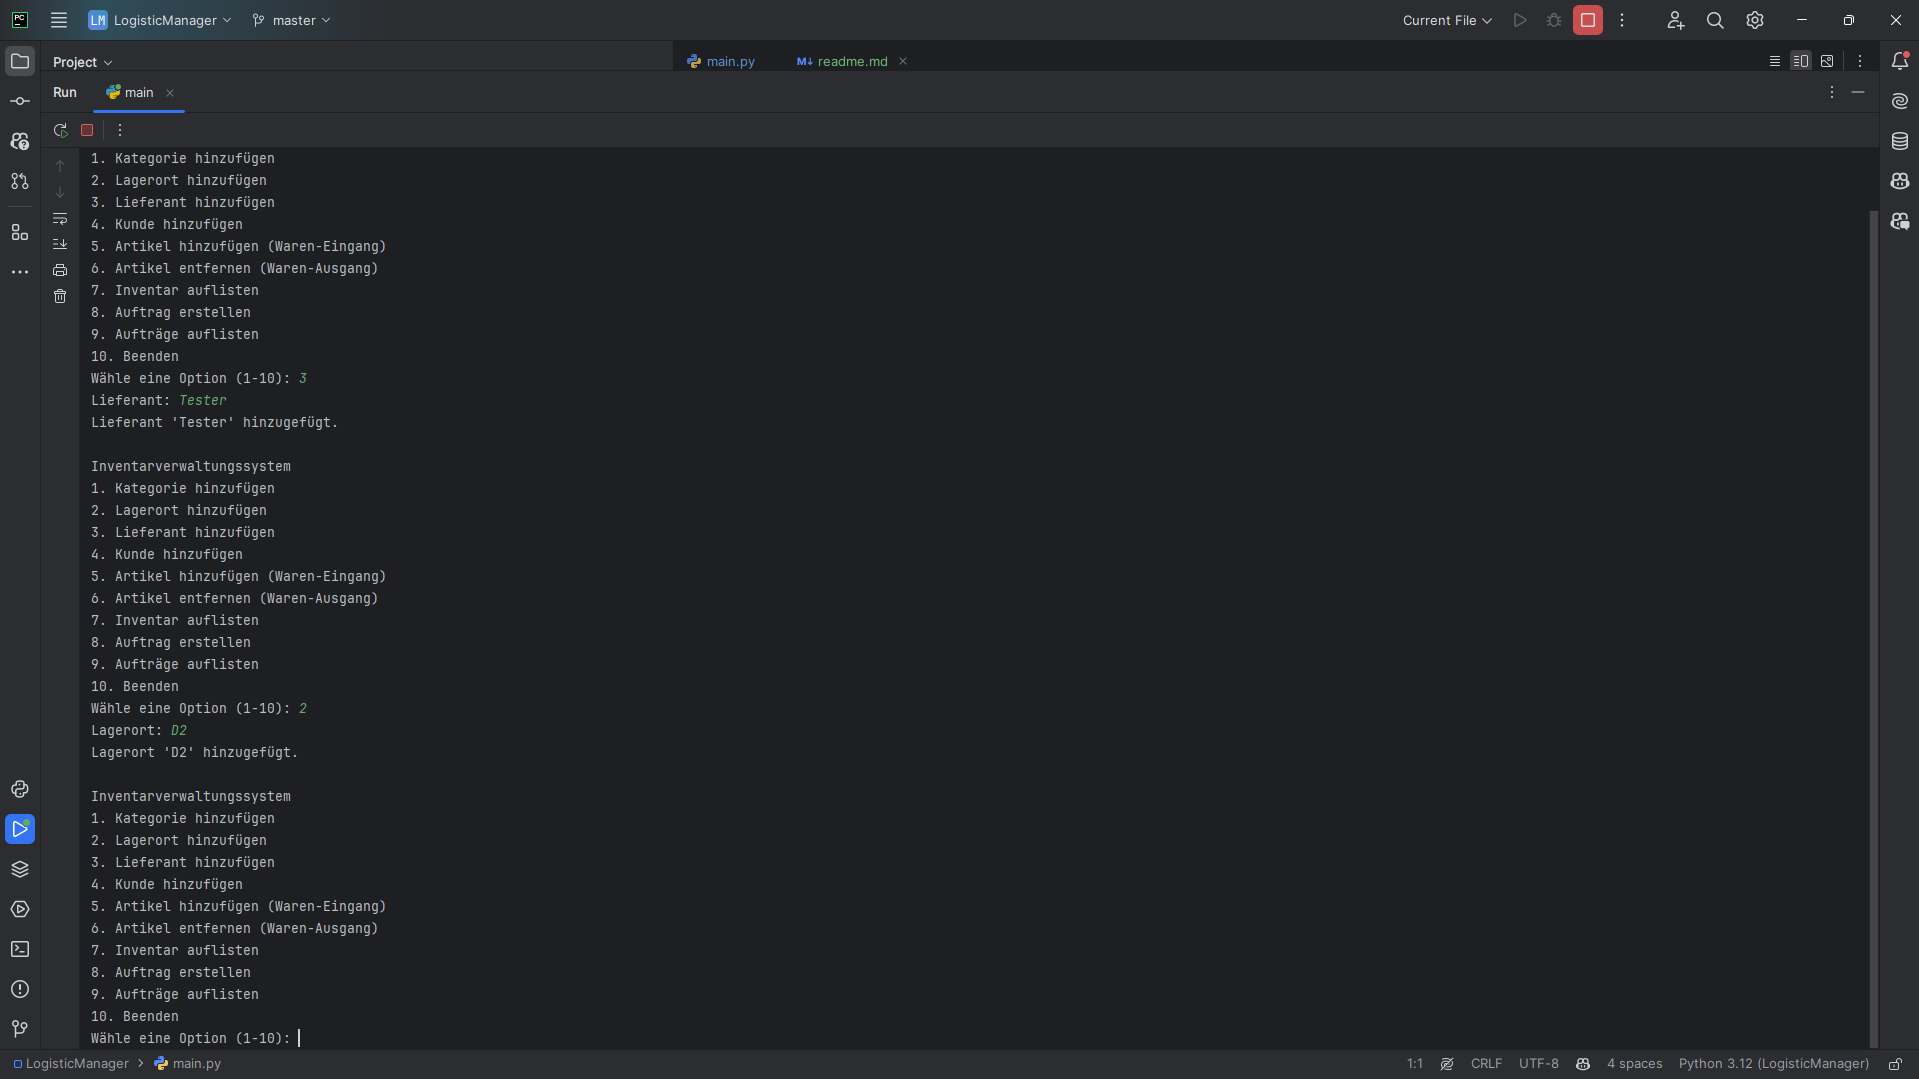 PC
LM LogisticManager
master
Current File
Project
main.py
readme.md
Run
main
1. Kategorie hinzufügen
2. Lagerort hinzufügen
3. Lieferant hinzufügen
4. Kunde hinzufügen
5. Artikel hinzufügen (Waren-Eingang)
6. Artikel entfernen (Waren-Ausgang)
7. Inventar auflisten
8. Auftrag erstellen
9. Aufträge auflisten
10. Beenden
Wähle eine Option (1-10): 3
Lieferant: Tester
Lieferant 'Tester' hinzugefügt.
Inventarverwaltungssystem
1. Kategorie hinzufügen
2. Lagerort hinzufügen
3. Lieferant hinzufügen
4. Kunde hinzufügen
5. Artikel hinzufügen (Waren-Eingang)
6. Artikel entfernen (Waren-Ausgang)
7. Inventar auflisten
8. Auftrag erstellen
9. Aufträge auflisten
10. Beenden
Wähle eine Option (1-10): 2
Lagerort: D2
Lagerort 'D2' hinzugefügt.
Inventarverwaltungssystem
1. Kategorie hinzufügen
2. Lagerort hinzufügen
3. Lieferant hinzufügen
4. Kunde hinzufügen
5. Artikel hinzufügen (Waren-Eingang)
6. Artikel entfernen (Waren-Ausgang)
7. Inventar auflisten
8. Auftrag erstellen
9. Aufträge auflisten
10. Beenden
Wähle eine Option (1-10):
LogisticManager > main.py
1:1
CRLF
UTF-8
4 spaces
Python 3.12 (LogisticManager)